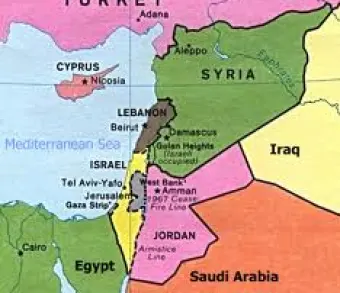 TURKEY
Adana
Aleppo
CYPRUS
Nicosia
SYRIA
Euphrates
LEBANON
Beirut
Damascus
Mediterranean Sea
Golan Heights
(Israeli
occupied)
ISRAEL
Iraq
Tel Aviv-Yafo
West Bank
Amman
Jerusalem
1967 Cease
Fire Line
Gaza Strip
JORDAN
Armistice
Line
Cairo
Egypt
Saudi Arabia